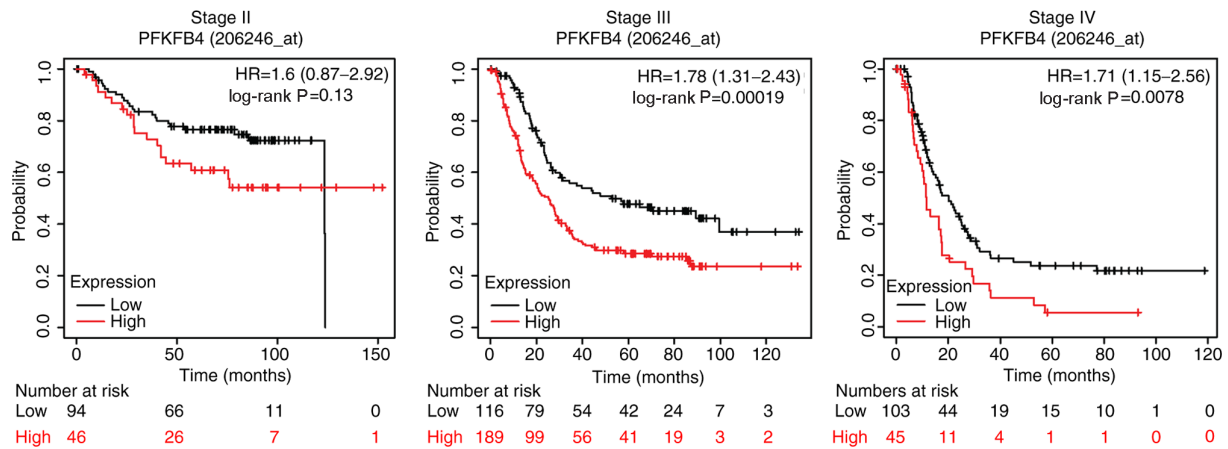 Stage II
PFKFB4 (206246_at)
HR=1.6 (0.87–2.92)
log-rank P=0.13
Probability
1.0
0.8
0.6
0.4
0.2
0.0
Expression
Low
High
0 50 100 150
Time (months)
Number at risk
Low 94 66 11 0
High 46 26 7 1
Stage III
PFKFB4 (206246_at)
HR=1.78 (1.31–2.43)
log-rank P=0.00019
Probability
1.0
0.8
0.6
0.4
0.2
0.0
Expression
Low
High
0 20 40 60 80 100 120
Time (months)
Number at risk
Low 116 79 54 42 24 7 3
High 189 99 56 41 19 3 2
Stage IV
PFKFB4 (206246_at)
HR=1.71 (1.15–2.56)
log-rank P=0.0078
Probability
1.0
0.8
0.6
0.4
0.2
0.0
Expression
Low
High
0 20 40 60 80 100 120
Time (months)
Numbers at risk
Low 103 44 19 15 10 1 0
High 45 11 4 1 1 0 0